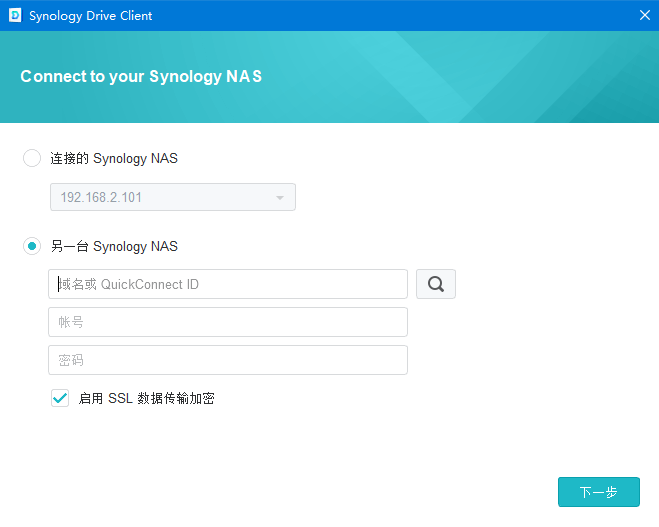 Synology Drive Client
Connect to your Synology NAS
连接的 Synology NAS
192.168.2.101
另一台 Synology NAS
域名或 QuickConnect ID
帐号
密码
启用 SSL 数据传输加密
下一步